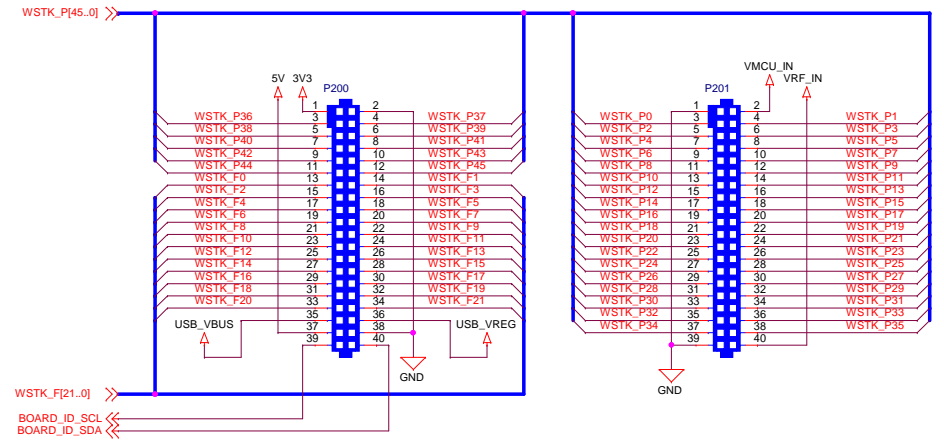 WSTK_P[45..0]
5V 3V3
P200
VMCU_IN
VRF_IN
P201
1 2
WSTK_P36 3 4 WSTK_P37
WSTK_P38 5 6 WSTK_P39
WSTK_P40 7 8 WSTK_P41
WSTK_P42 9 10 WSTK_P43
WSTK_P44 11 12 WSTK_P45
WSTK_F0 13 14 WSTK_F1
WSTK_F2 15 16 WSTK_F3
WSTK_F4 17 18 WSTK_F5
WSTK_F6 19 20 WSTK_F7
WSTK_F8 21 22 WSTK_F9
WSTK_F10 23 24 WSTK_F11
WSTK_F12 25 26 WSTK_F13
WSTK_F14 27 28 WSTK_F15
WSTK_F16 29 30 WSTK_F17
WSTK_F18 31 32 WSTK_F19
WSTK_F20 33 34 WSTK_F21
35 36
USB_VBUS 37 38 USB_VREG
39 40
GND
1 2
WSTK_P0 3 4 WSTK_P1
WSTK_P2 5 6 WSTK_P3
WSTK_P4 7 8 WSTK_P5
WSTK_P6 9 10 WSTK_P7
WSTK_P8 11 12 WSTK_P9
WSTK_P10 13 14 WSTK_P11
WSTK_P12 15 16 WSTK_P13
WSTK_P14 17 18 WSTK_P15
WSTK_P16 19 20 WSTK_P17
WSTK_P18 21 22 WSTK_P19
WSTK_P20 23 24 WSTK_P21
WSTK_P22 25 26 WSTK_P23
WSTK_P24 27 28 WSTK_P25
WSTK_P26 29 30 WSTK_P27
WSTK_P28 31 32 WSTK_P29
WSTK_P30 33 34 WSTK_P31
WSTK_P32 35 36 WSTK_P33
WSTK_P34 37 38 WSTK_P35
39 40
GND
WSTK_F[21..0]
BOARD_ID_SCL
BOARD_ID_SDA